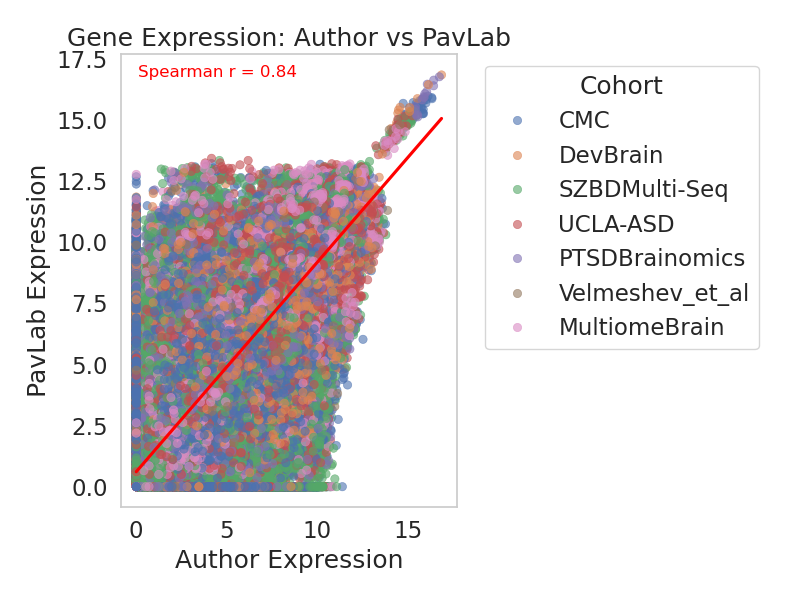 Gene Expression: Author vs PavLab
Spearman r = 0.84
17.5
15.0
12.5
10.0
7.5
5.0
2.5
0.0
PavLab Expression
0 5 10 15
Author Expression
Cohort
CMC
DevBrain
SZBDMulti-Seq
UCLA-ASD
PTSDBrainomics
Velmeshev_et_al
MultiomeBrain